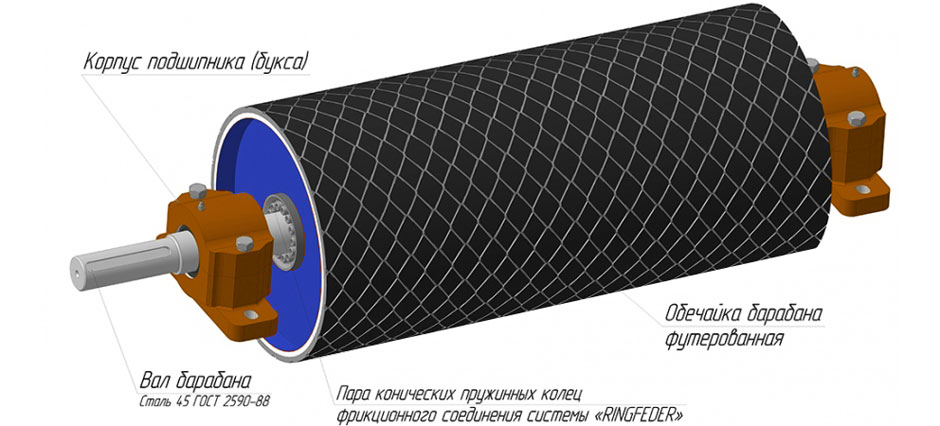 Корпус подшипника (букса)
Обечайка барабана
футерованная
Вал барабана
Сталь 45 ГОСТ 2590-88
Пара конических пружинных колец
фрикционного соединения системы «RINGFEDER»